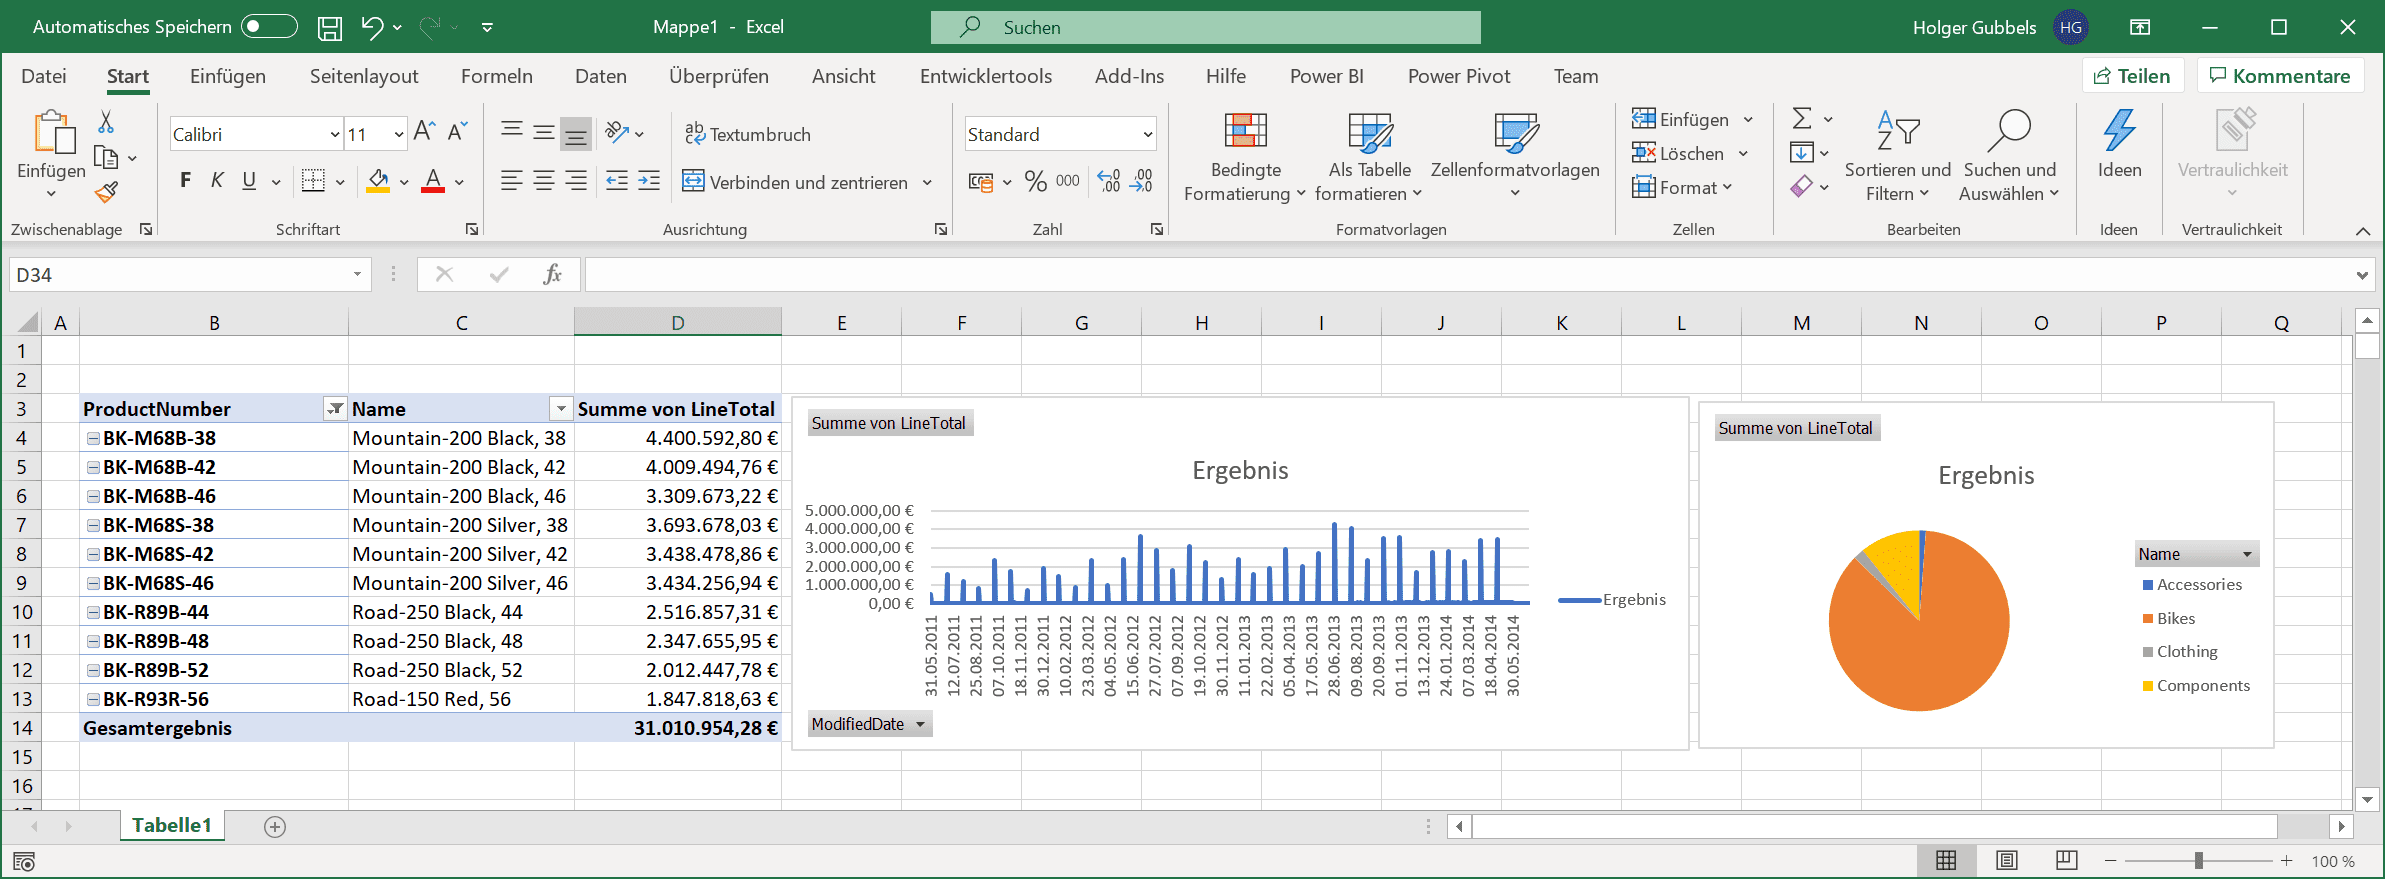 Automatisches Speichern
Mappe1 - Excel
Suchen
Holger Gubbels
HG
Datei Start Einfügen Seitenlayout Formeln Daten Überprüfen Ansicht Entwicklertools Add-Ins Hilfe Power BI Power Pivot Team
Teilen
Kommentare
Einfügen
Calibri
11
F K U
Textumbruch
Verbinden und zentrieren
Standard
% 000
Bedingte Formatierung
Als Tabelle formatieren
Zellenformatvorlagen
Einfügen
Löschen
Format
Sortieren und Filtern
Suchen und Auswählen
Ideen
Vertraulichkeit
Zwischenablage
Schriftart
Ausrichtung
Zahl
Formatvorlagen
Zellen
Bearbeiten
Ideen
Vertraulichkeit
D34
fx
A B C D E F G H I J K L M N O P Q
1
2
3 ProductNumber Name Summe von LineTotal
4 BK-M68B-38 Mountain-200 Black, 38 4.400.592,80 €
5 BK-M68B-42 Mountain-200 Black, 42 4.009.494,76 €
6 BK-M68B-46 Mountain-200 Black, 46 3.309.673,22 €
7 BK-M68S-38 Mountain-200 Silver, 38 3.693.678,03 €
8 BK-M68S-42 Mountain-200 Silver, 42 3.438.478,86 €
9 BK-M68S-46 Mountain-200 Silver, 46 3.434.256,94 €
10 BK-R89B-44 Road-250 Black, 44 2.516.857,31 €
11 BK-R89B-48 Road-250 Black, 48 2.347.655,95 €
12 BK-R89B-52 Road-250 Black, 52 2.012.447,78 €
13 BK-R93R-56 Road-150 Red, 56 1.847.818,63 €
14 Gesamtergebnis 31.010.954,28 €
15
16
Summe von LineTotal
Ergebnis
5.000.000,00 €
4.000.000,00 €
3.000.000,00 €
2.000.000,00 €
1.000.000,00 €
0,00 €
31.05.2011
12.07.2011
25.08.2011
07.10.2011
18.11.2011
30.12.2011
10.02.2012
23.03.2012
04.05.2012
15.06.2012
27.07.2012
07.09.2012
19.10.2012
30.11.2012
11.01.2013
22.02.2013
05.04.2013
17.05.2013
28.06.2013
09.08.2013
20.09.2013
01.11.2013
13.12.2013
24.01.2014
07.03.2014
18.04.2014
30.05.2014
Ergebnis
ModifiedDate
Summe von LineTotal
Ergebnis
Name
Accessories
Bikes
Clothing
Components
Tabelle1
100 %